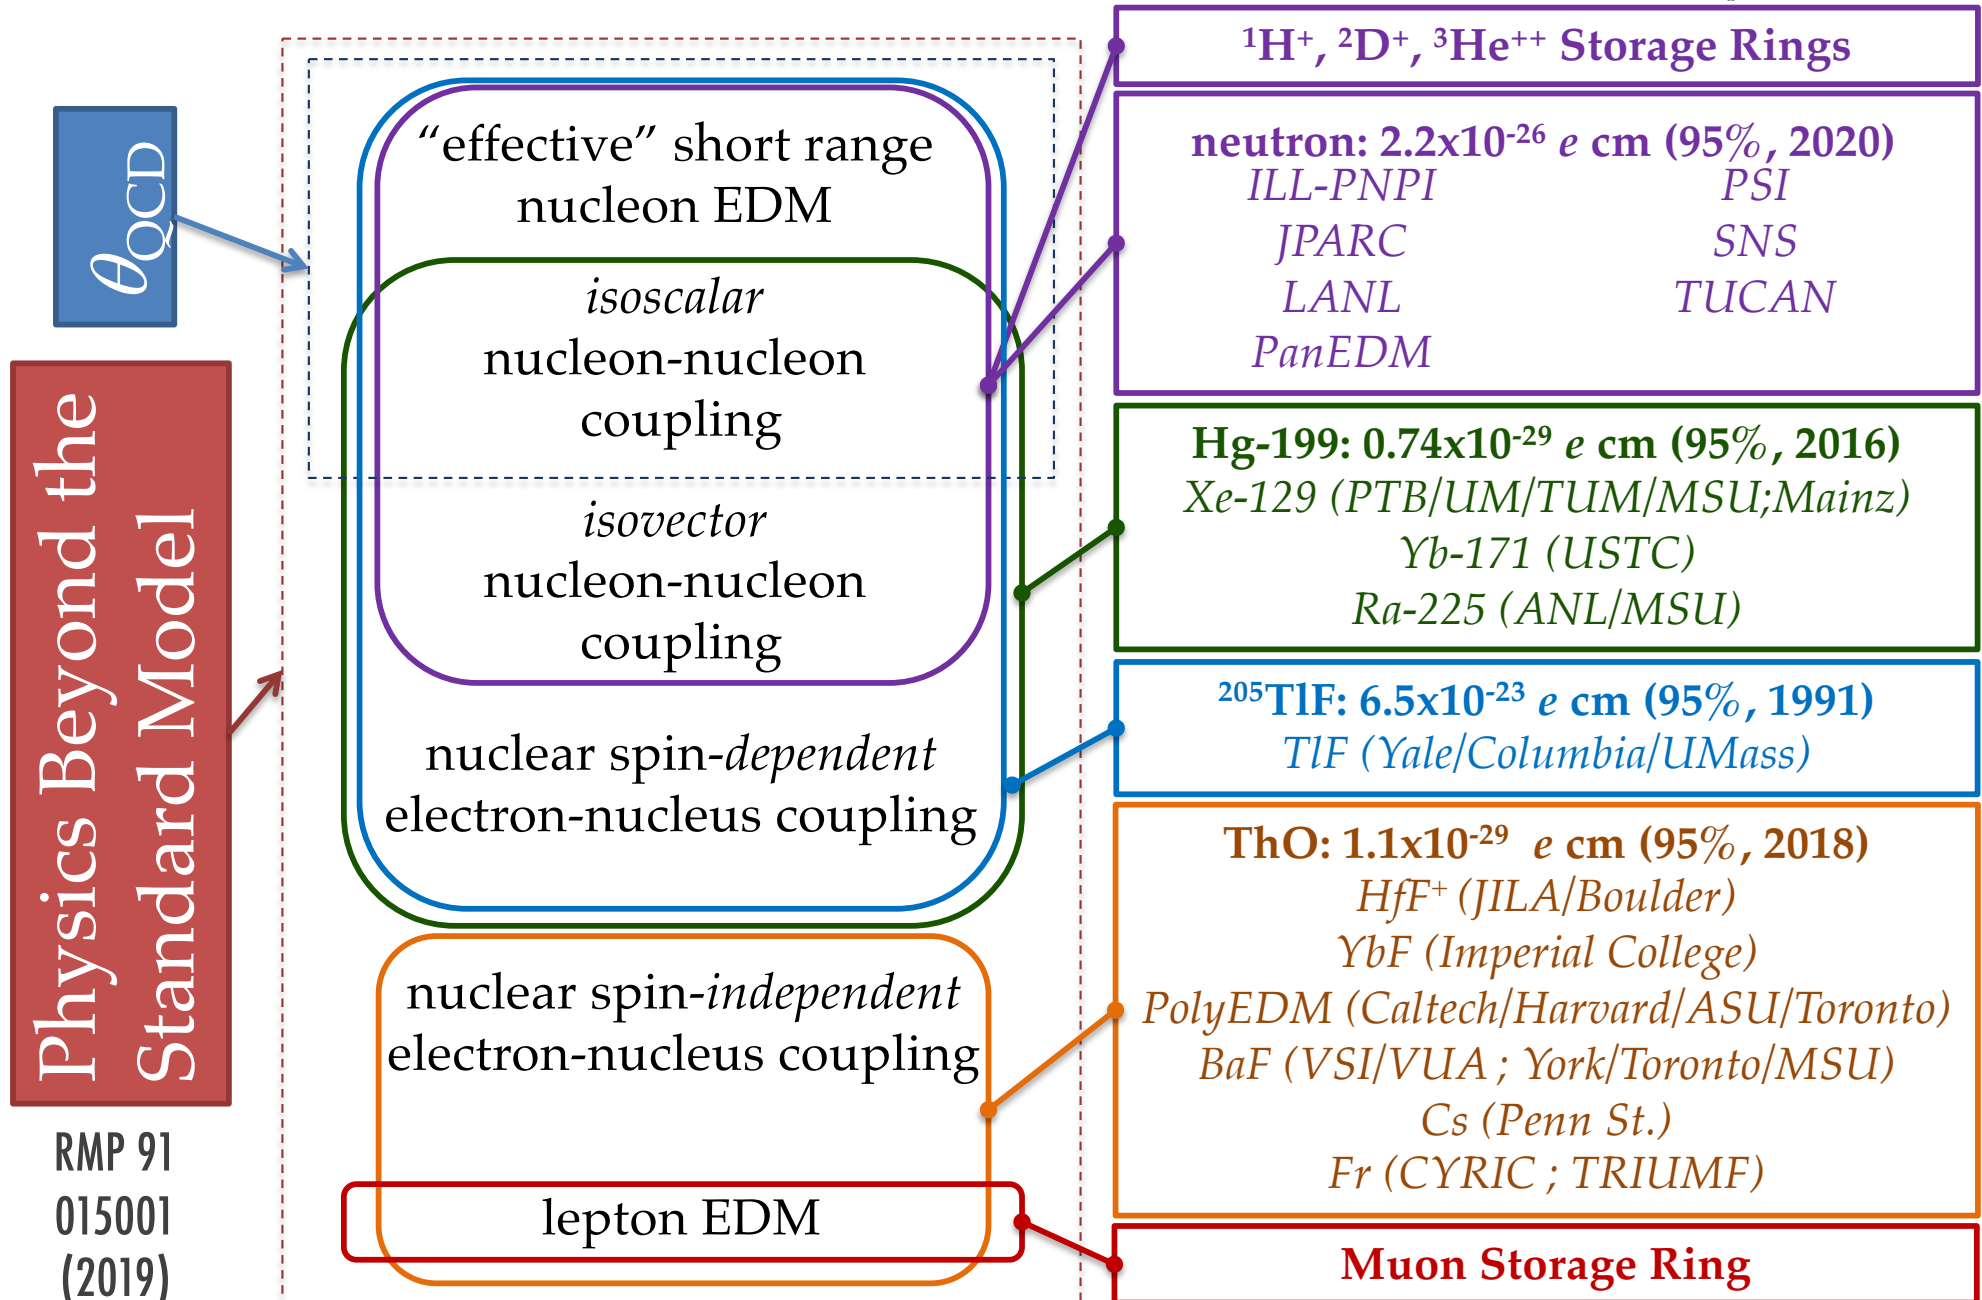 θQCD
Physics Beyond the
Standard Model
RMP 91
015001
(2019)
“effective” short range
nucleon EDM
isoscalar
nucleon-nucleon
coupling
isovector
nucleon-nucleon
coupling
nuclear spin-dependent
electron-nucleus coupling
nuclear spin-independent
electron-nucleus coupling
lepton EDM
¹H⁺, ²D⁺, ³He⁺⁺ Storage Rings
neutron: 2.2x10⁻²⁶ e cm (95%, 2020)
ILL-PNPI PSI
JPARC SNS
LANL TUCAN
PanEDM
Hg-199: 0.74x10⁻²⁹ e cm (95%, 2016)
Xe-129 (PTB/UM/TUM/MSU;Mainz)
Yb-171 (USTC)
Ra-225 (ANL/MSU)
²⁰⁵TlF: 6.5x10⁻²³ e cm (95%, 1991)
TlF (Yale/Columbia/UMass)
ThO: 1.1x10⁻²⁹ e cm (95%, 2018)
HfF⁺ (JILA/Boulder)
YbF (Imperial College)
PolyEDM (Caltech/Harvard/ASU/Toronto)
BaF (VSI/VUA ; York/Toronto/MSU)
Cs (Penn St.)
Fr (CYRIC ; TRIUMF)
Muon Storage Ring